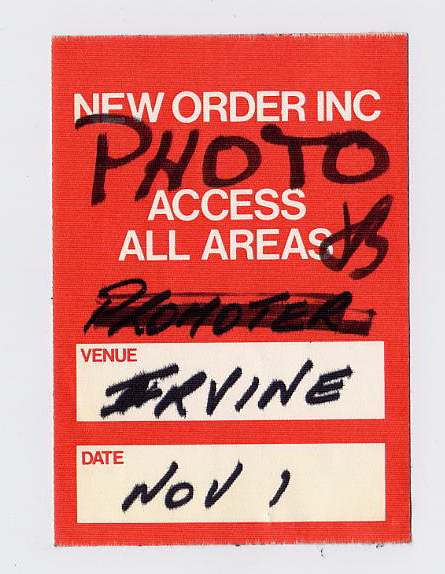 NEW ORDER INC
PHOTO
ACCESS
ALL AREAS
PROMOTER
VENUE
IRVINE
DATE
NOV 1